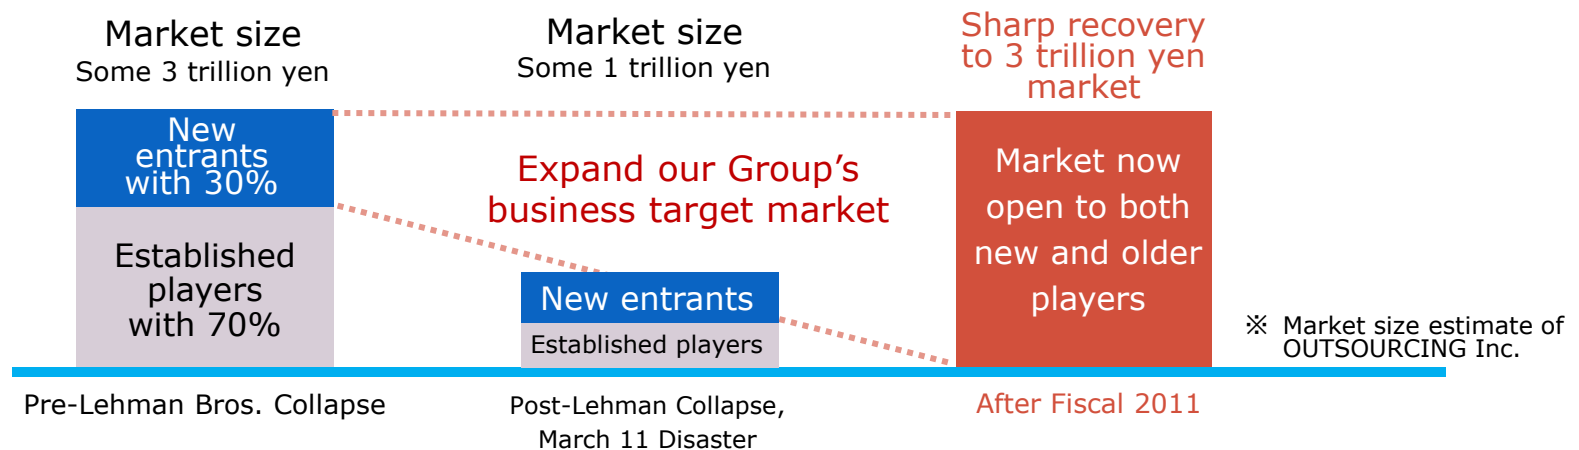 Market size
Some 3 trillion yen
New
entrants
with 30%
Established
players
with 70%
Pre-Lehman Bros. Collapse
Market size
Some 1 trillion yen
Expand our Group’s
business target market
New entrants
Established players
Post-Lehman Collapse,
March 11 Disaster
Sharp recovery
to 3 trillion yen
market
Market now
open to both
new and older
players
After Fiscal 2011
※ Market size estimate of
OUTSOURCING Inc.